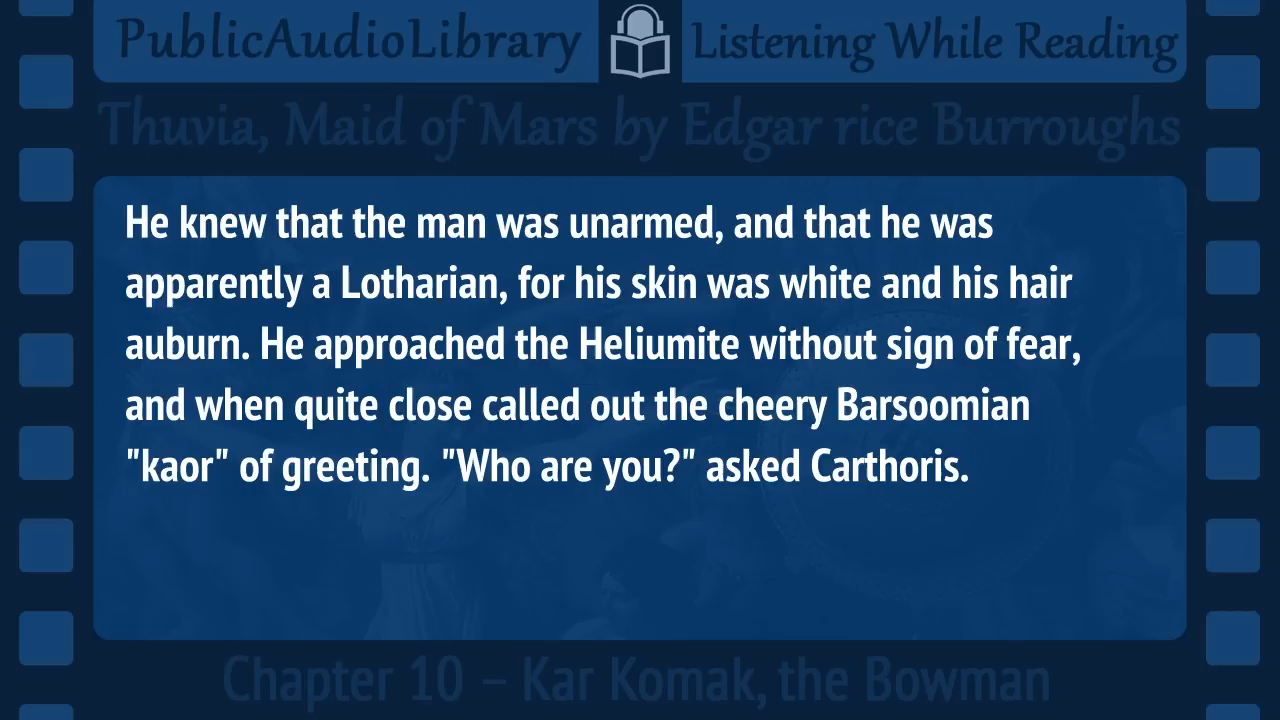 PublicAudioLibrary Listening While Reading
Thuvia, Maid of Mars by Edgar rice Burroughs
He knew that the man was unarmed, and that he was
apparently a Lotharian, for his skin was white and his hair
auburn. He approached the Heliumite without sign of fear,
and when quite close called out the cheery Barsoomian
"kaor" of greeting. "Who are you?" asked Carthoris.
Chapter 10 – Kar Komak, the Bowman